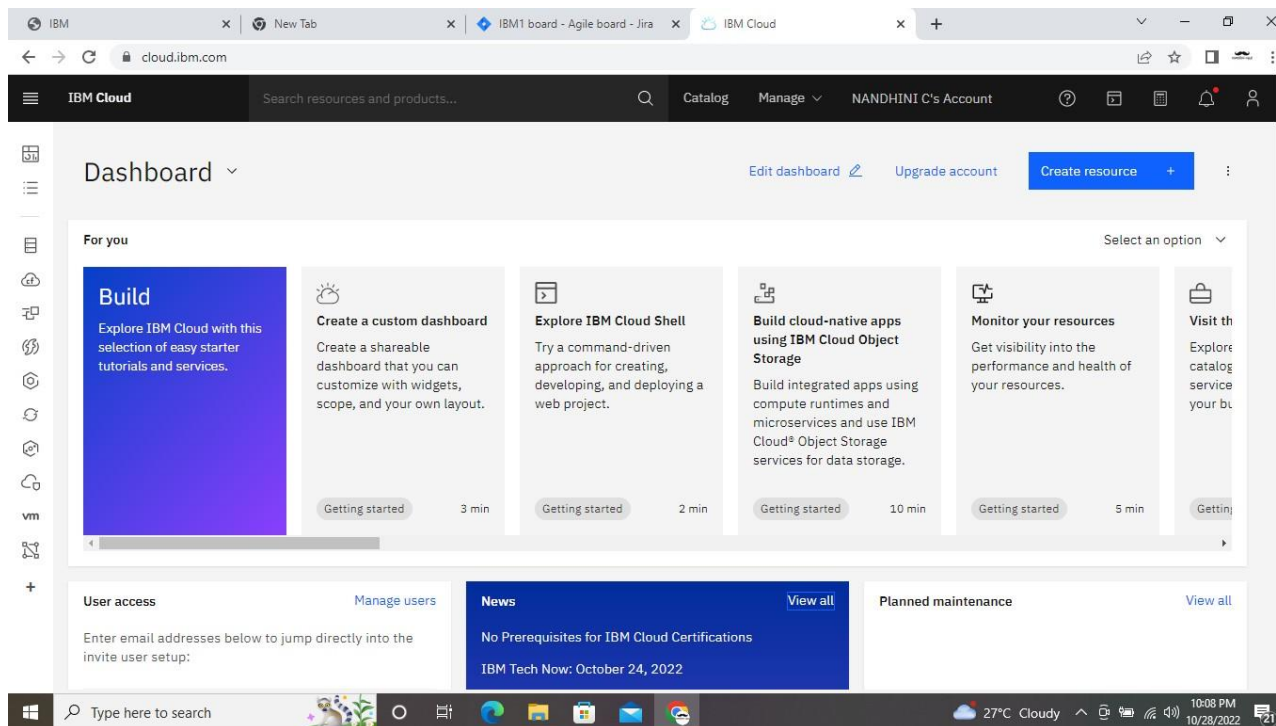 IBM
New Tab
IBM1 board - Agile board - Jira
IBM Cloud
cloud.ibm.com
IBM Cloud
Search resources and products...
Catalog
Manage
NANDHINI C's Account
Dashboard
Edit dashboard
Upgrade account
Create resource +
For you
Select an option
Build
Explore IBM Cloud with this
selection of easy starter
tutorials and services.
Create a custom dashboard
Create a shareable
dashboard that you can
customize with widgets,
scope, and your own layout.
Getting started 3 min
Explore IBM Cloud Shell
Try a command-driven
approach for creating,
developing, and deploying a
web project.
Getting started 2 min
Build cloud-native apps
using IBM Cloud Object
Storage
Build integrated apps using
compute runtimes and
microservices and use IBM
Cloud® Object Storage
services for data storage.
Getting started 10 min
Monitor your resources
Get visibility into the
performance and health of
your resources.
Getting started 5 min
Visit th
Explore
catalog
service
your bu
Getting
vm
User access Manage users
Enter email addresses below to jump directly into the
invite user setup:
News View all
No Prerequisites for IBM Cloud Certifications
IBM Tech Now: October 24, 2022
Planned maintenance View all
Type here to search
27°C Cloudy
10:08 PM
10/28/2022